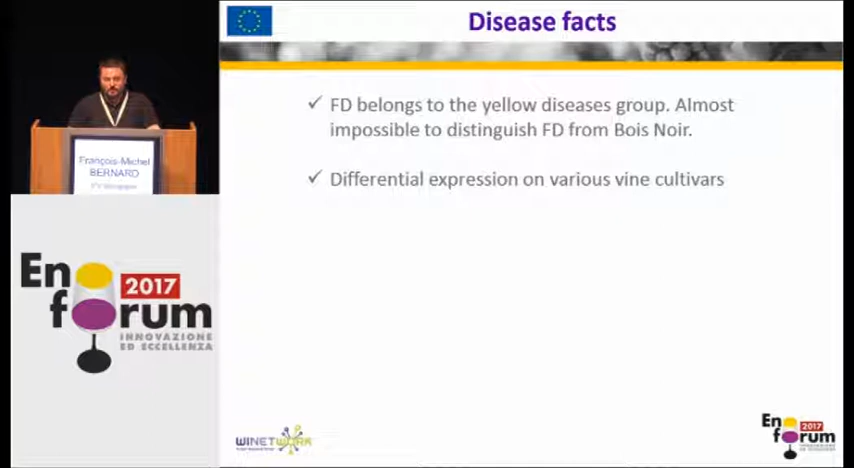 Disease facts
✓ FD belongs to the yellow diseases group. Almost
impossible to distinguish FD from Bois Noir.
✓ Differential expression on various vine cultivars
François-Michel
BERNARD
En
2017
forum
INNOVAZIONE
ED ECCELLENZA
WINETWORK
En
2017
forum